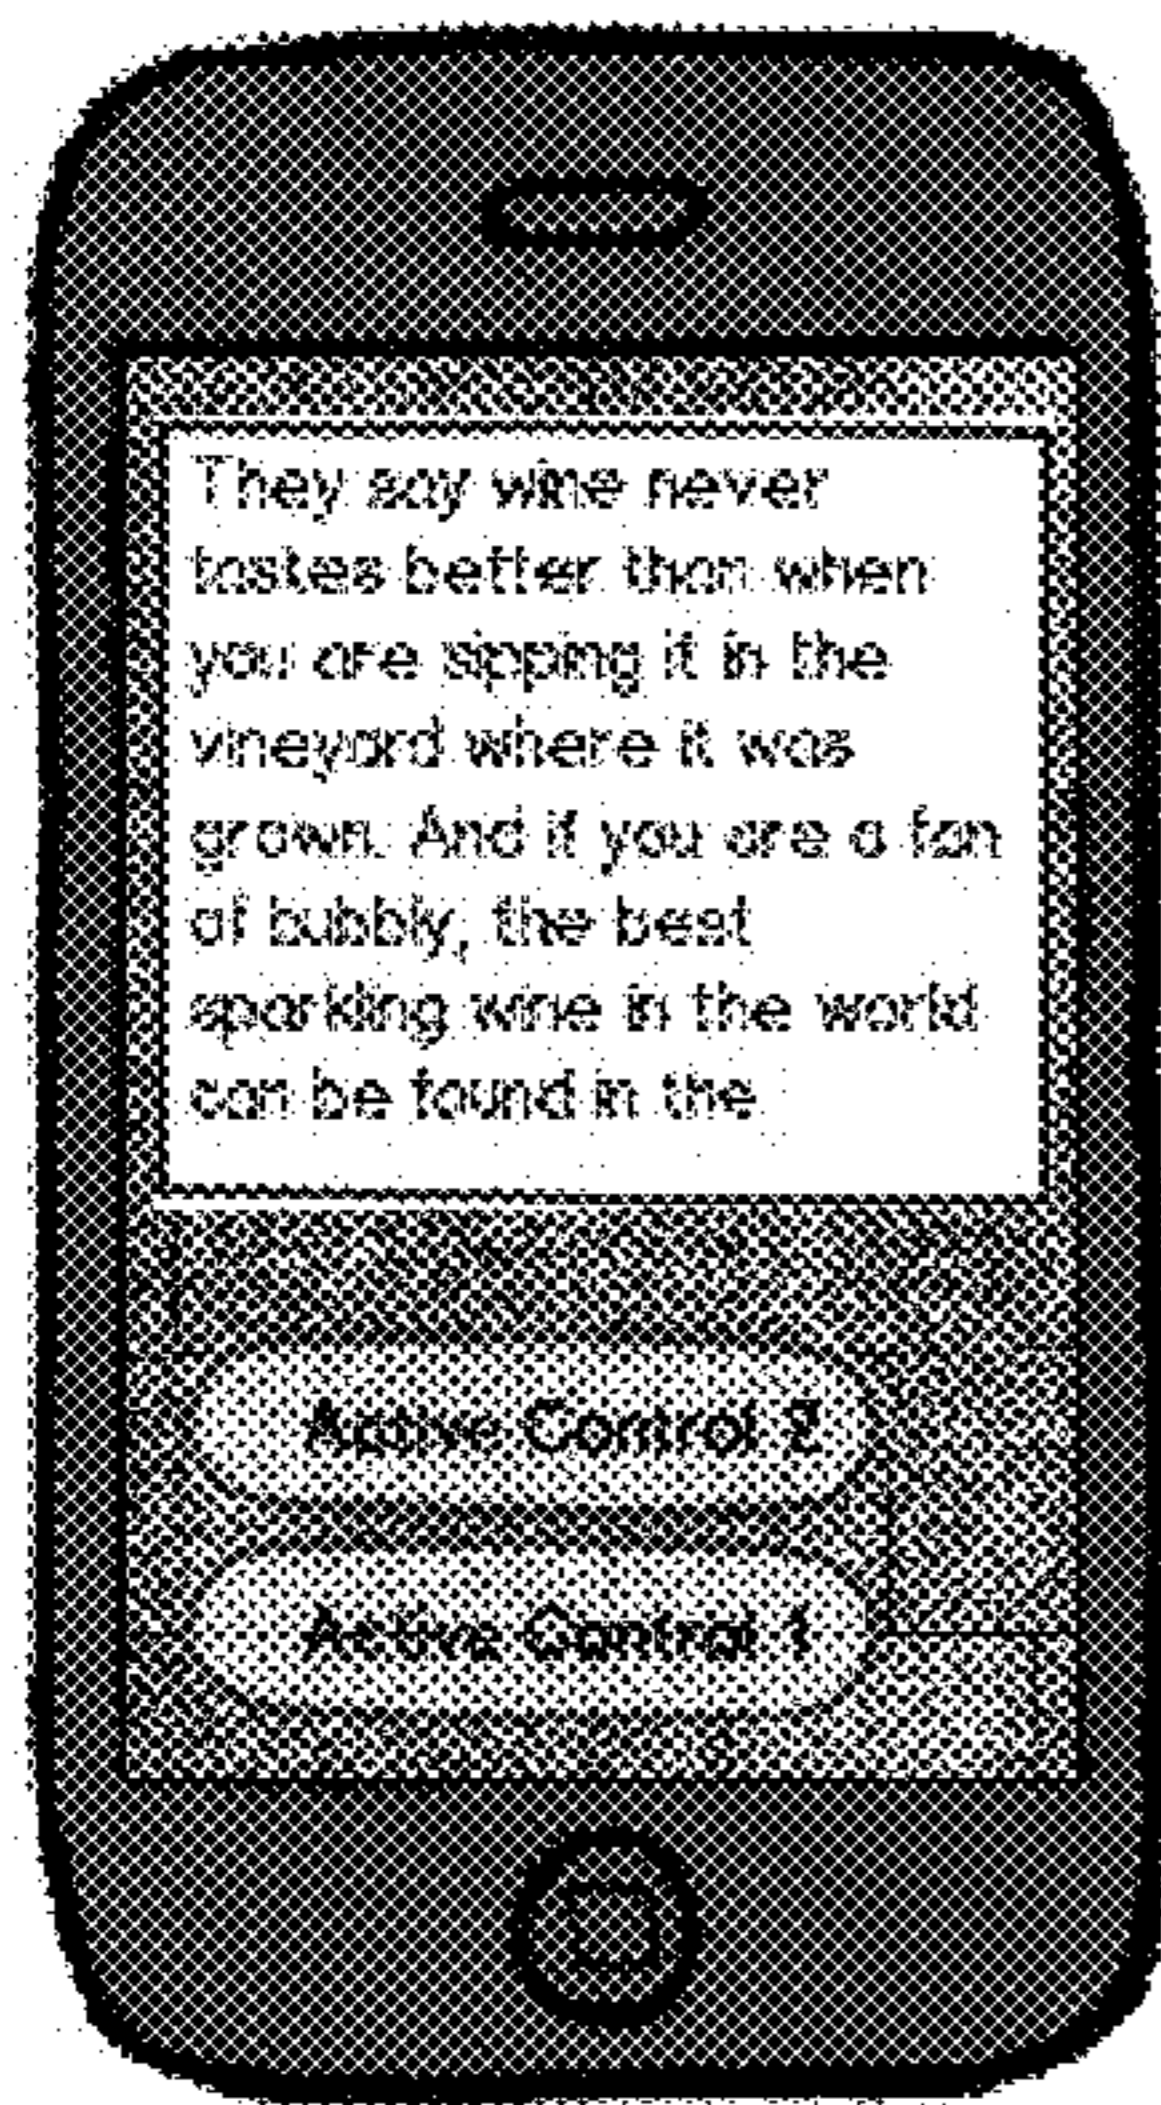 They say wine never
tastes better than when
you are sipping it in the
vineyard where it was
grown. And if you are a fan
of bubbly, the best
sparkling wine in the world
can be found in the
Active Control 2
Active Control 1